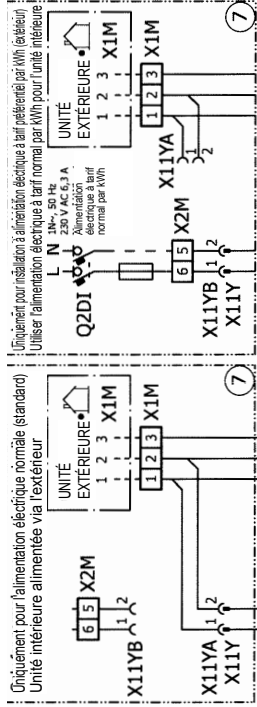 Uniquement pour l'alimentation électrique normale (standard)
Unité intérieure alimentée via l'extérieur
UNITÉ
EXTÉRIEURE
X1M
1 2 3
X2M
6 5
1 2
X11YB
1 2 3
X1M
X11YA
X11Y
1 2
7
Uniquement pour installation à alimentation électrique à tarif préférentiel par kWh (extérieur)
Utiliser l'alimentation électrique à tarif normal par kWh pour l'unité intérieure
1N~, 50 Hz
230 V AC 6,3 A
Alimentation
électrique à tarif
normal par kWh
L N
Q2DI
UNITÉ
EXTÉRIEURE
X1M
1 2 3
1 2 3
X1M
X11YA
1 2
X2M
6 5
1 2
X11YB
X11Y
7